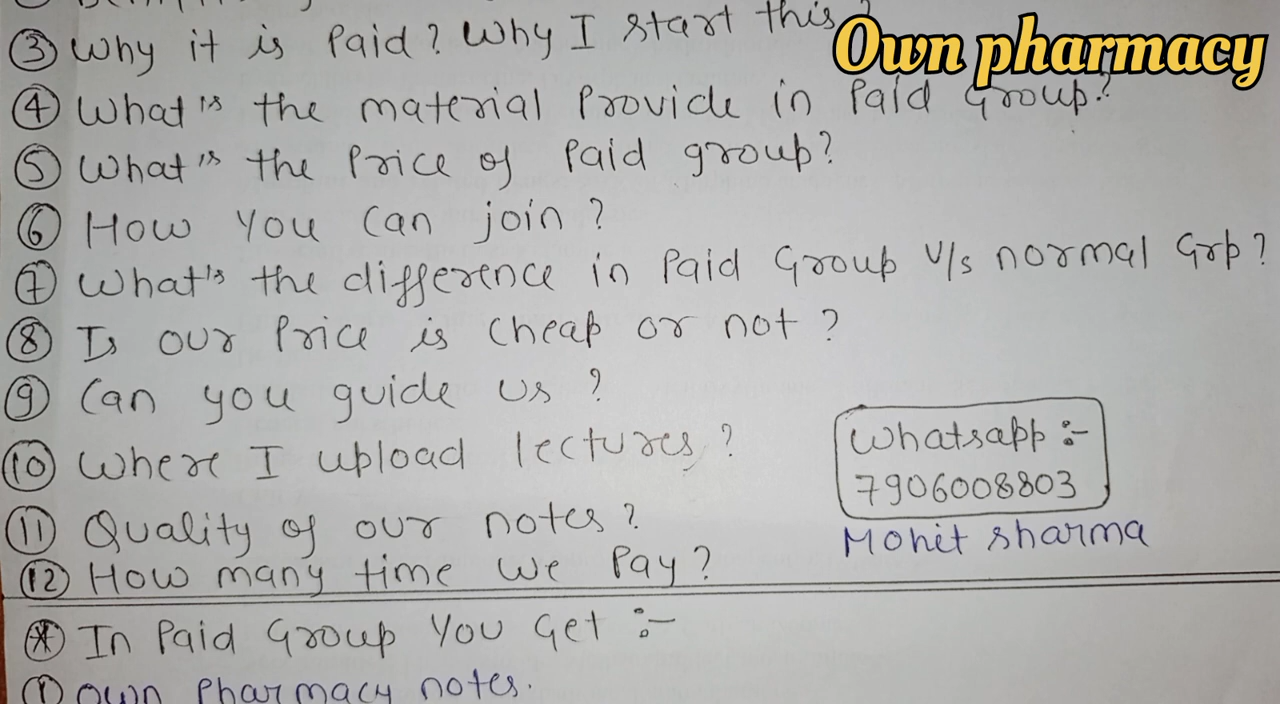 ③ Why it is Paid? Why I start this?
Own pharmacy
④ What's the material Provide in Paid Group?
⑤ What's the Price of Paid group?
⑥ How you can join?
⑦ What's the difference in Paid Group v/s normal Grp?
⑧ Is our Price is cheap or not?
⑨ Can you guide us?
⑩ Where I upload lectures?
Whatsapp :-
7906008803
Mohit sharma
⑪ Quality of our notes?
⑫ How many time we Pay?
* In Paid Group You Get :-
① Own Pharmacy notes.